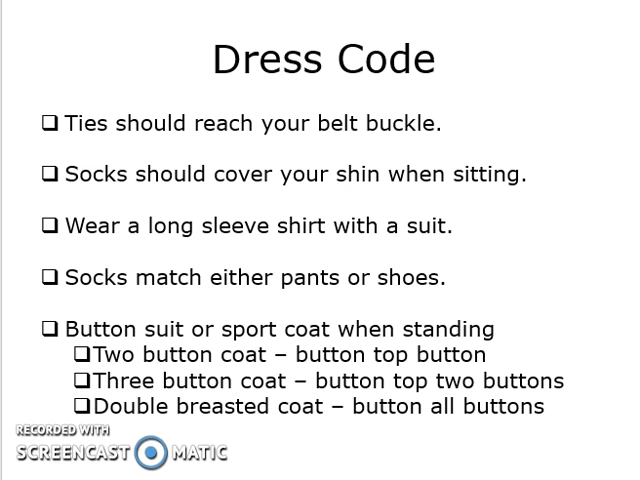 Dress Code
❑ Ties should reach your belt buckle.
❑ Socks should cover your shin when sitting.
❑ Wear a long sleeve shirt with a suit.
❑ Socks match either pants or shoes.
❑ Button suit or sport coat when standing
❑Two button coat – button top button
❑Three button coat – button top two buttons
❑Double breasted coat – button all buttons
RECORDED WITH
SCREENCAST MATIC